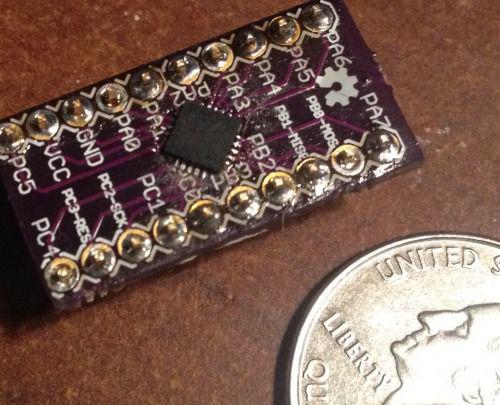 PC5
VCC
GND
PA0
PA1
PA2
PA3
PA4
PA5
PA6
PC4
PC3-RES
PC2-SCK
PC1
PB3
PB2
PB1-MISO
PB0-MOSI
PA7
UNITED S
LIBERTY